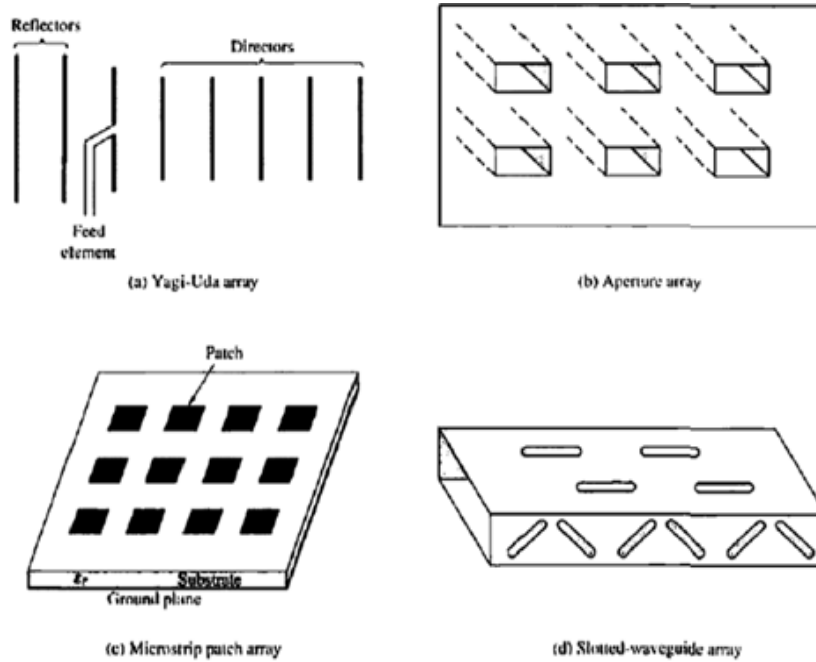 Reflectors
Directors
Feed
element
(a) Yagi-Uda array
(b) Aperture array
Patch
εr Substrate
Ground plane
(c) Microstrip patch array
(d) Slotted-waveguide array